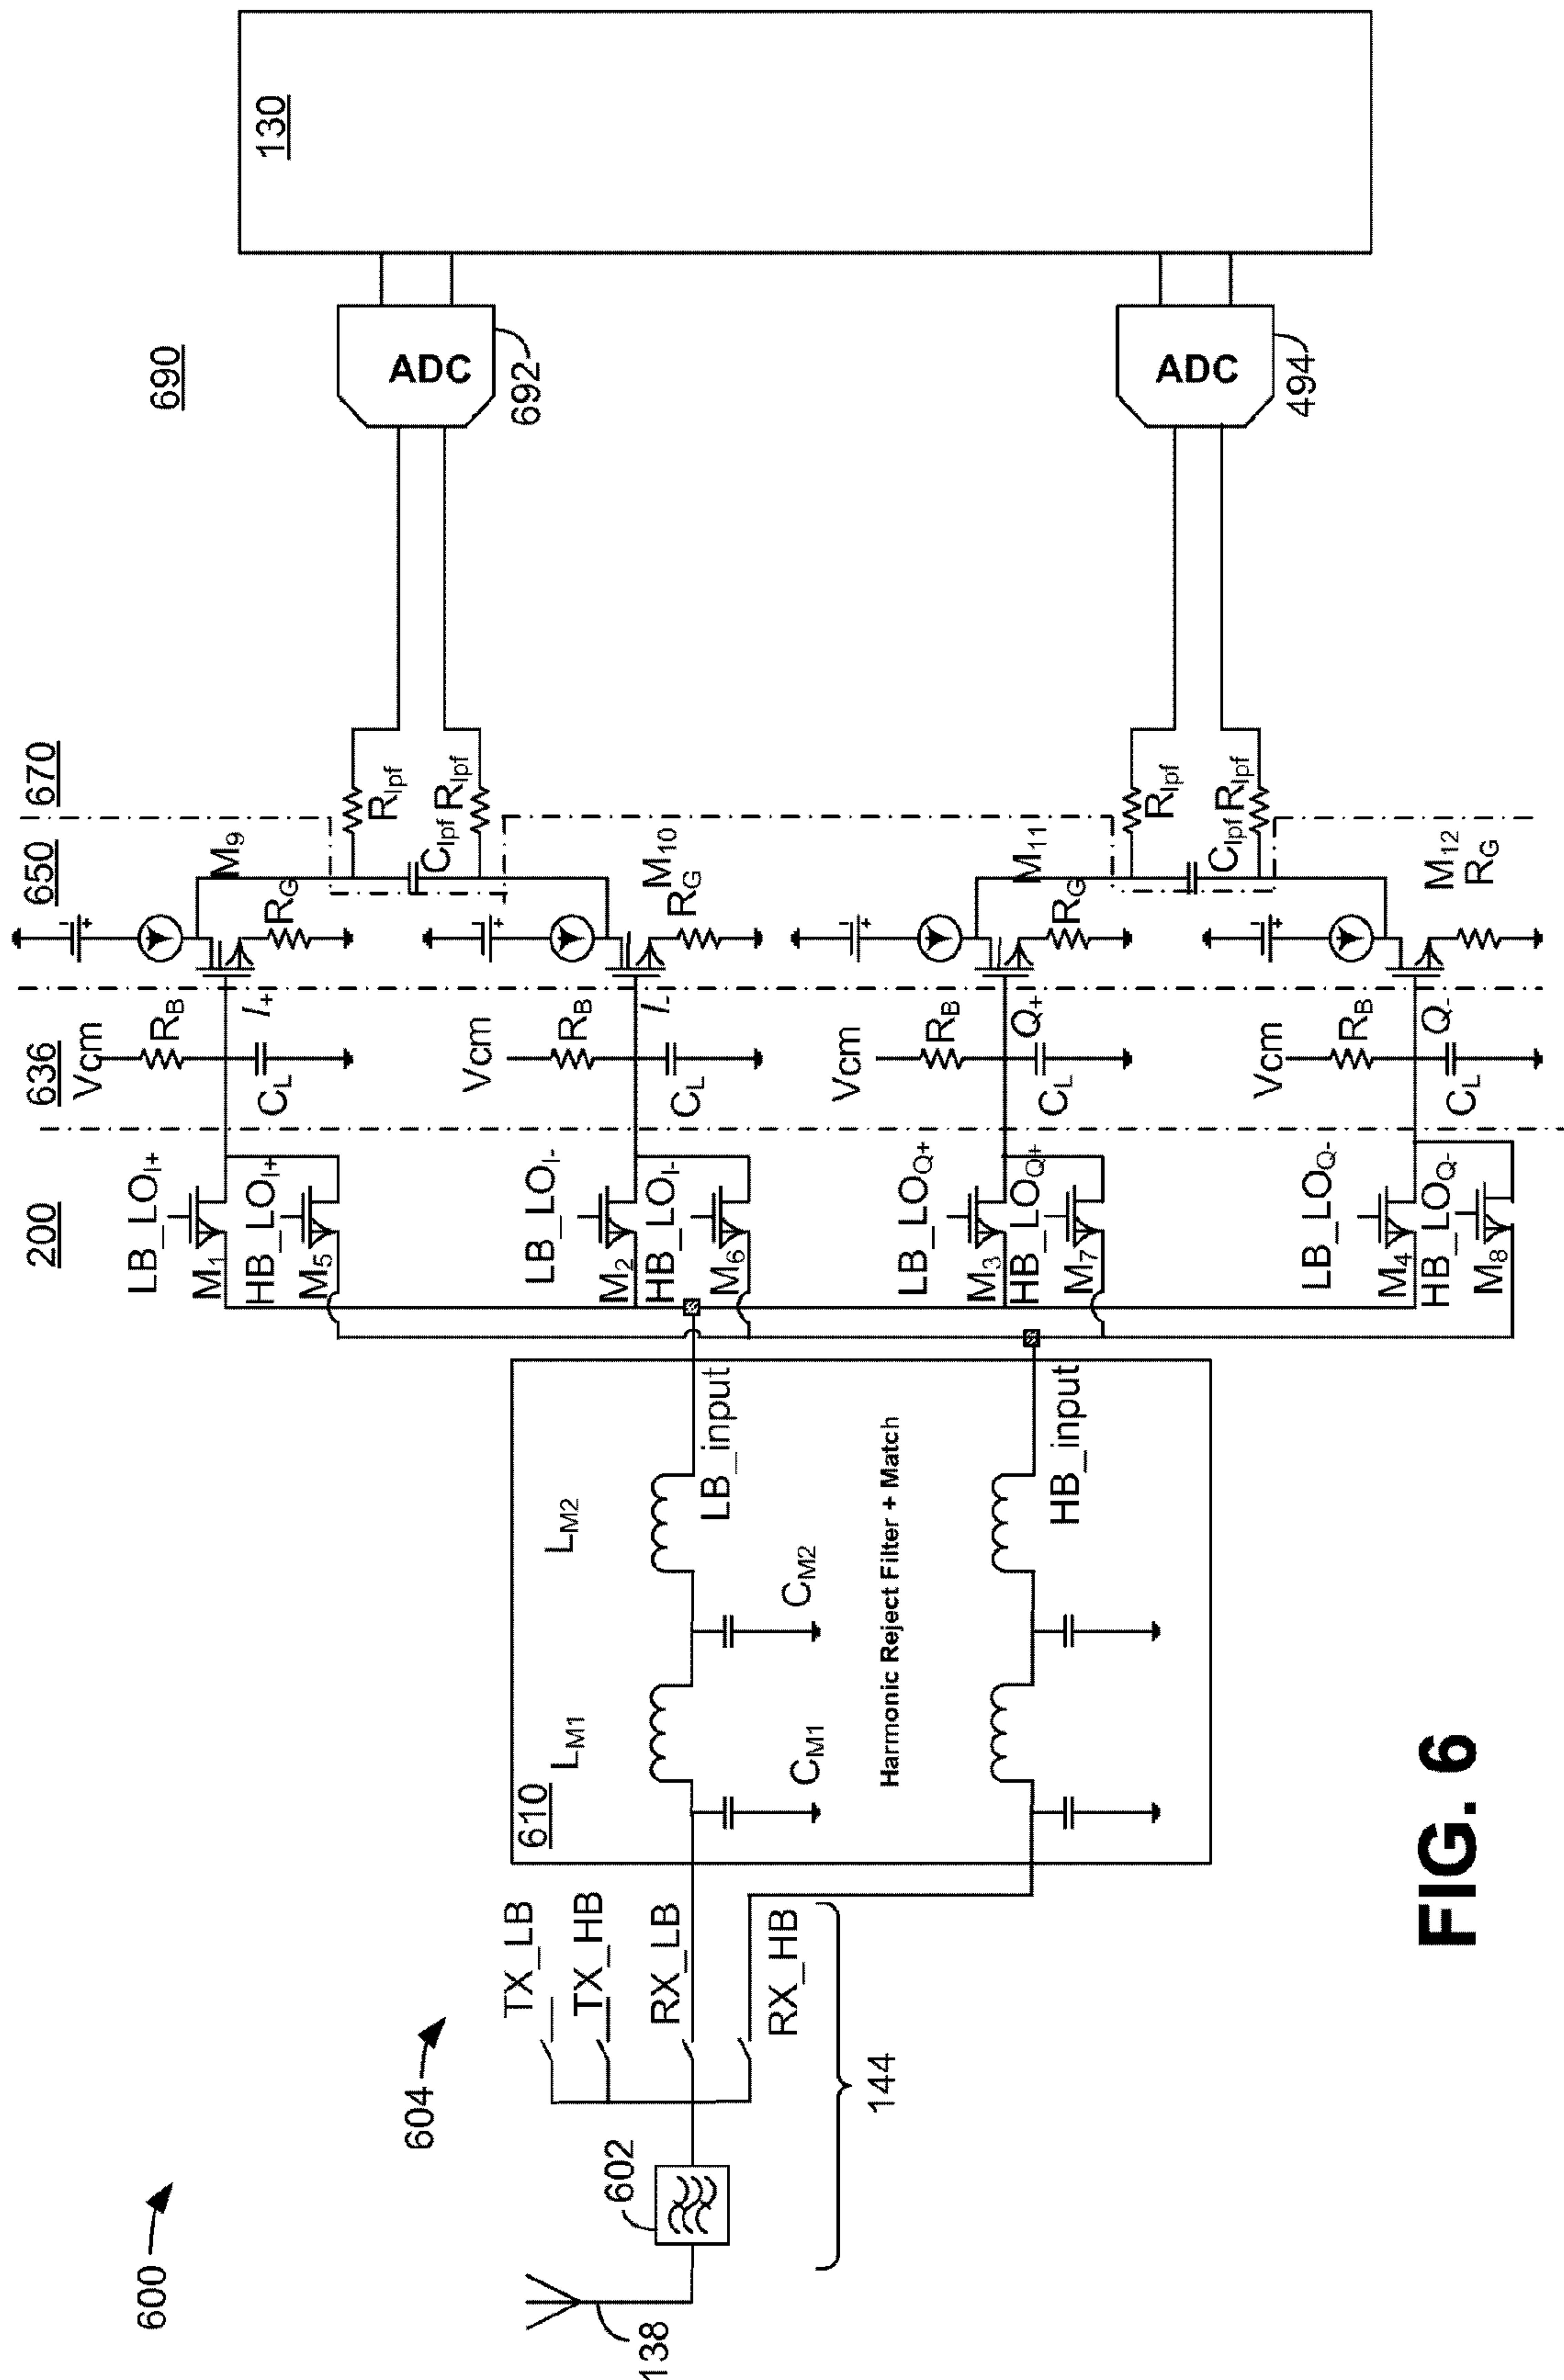 600
138
602
604
144
TX_LB
TX_HB
RX_LB
RX_HB
610
LM1
LM2
CM1
CM2
Harmonic Reject Filter + Match
LB_input
HB_input
200
LB_LOI+
M1
HB_LOI+
M5
LB_LOI-
M2
HB_LOI-
M6
LB_LOQ+
M3
HB_LOQ+
M7
LB_LOQ-
M4
HB_LOQ-
M8
636
Vcm
RB
CL
I+
Vcm
RB
CL
I-
Vcm
RB
CL
Q+
Vcm
RB
CL
Q-
650
- +
M9
RG
- +
M10
RG
- +
M11
RG
- +
M12
RG
670
Rlpf
Clpf
Rlpf
Rlpf
Clpf
Rlpf
690
ADC
692
ADC
494
130
FIG. 6